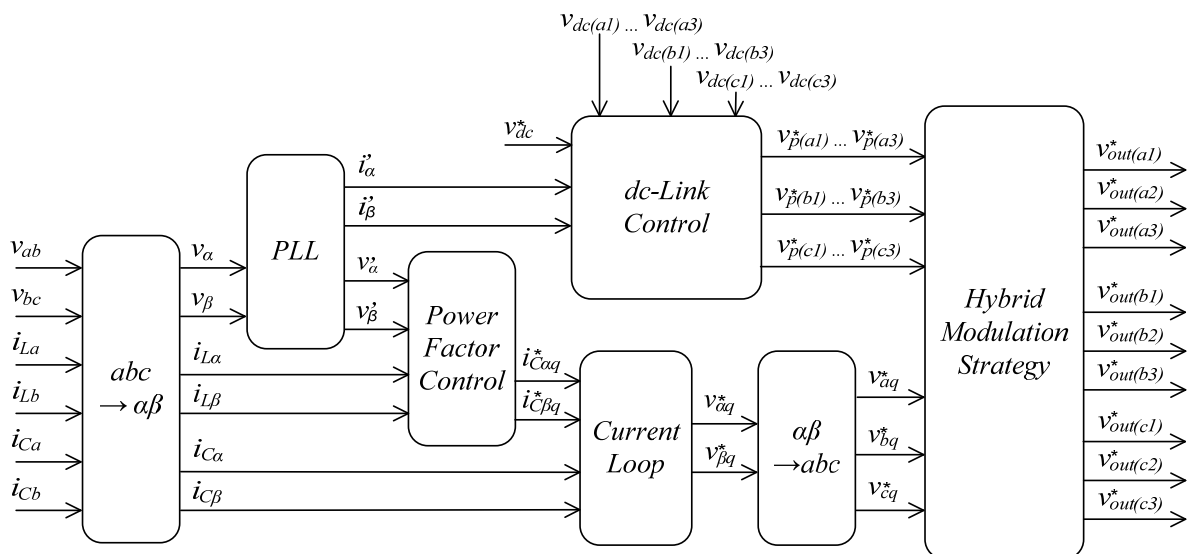 v_dc(a1) ... v_dc(a3)
v_dc(b1) ... v_dc(b3)
v_dc(c1) ... v_dc(c3)
v*_dc
dc-Link
Control
v*_p(a1) ... v*_p(a3)
v*_p(b1) ... v*_p(b3)
v*_p(c1) ... v*_p(c3)
i'_α
i'_β
PLL
v_ab
v_bc
i_La
i_Lb
i_Ca
i_Cb
abc
→ αβ
v_α
v_β
i_Lα
i_Lβ
i_Cα
i_Cβ
v'_α
v'_β
Power
Factor
Control
i*_Cαq
i*_Cβq
Current
Loop
v*_αq
v*_βq
αβ
→abc
v*_aq
v*_bq
v*_cq
Hybrid
Modulation
Strategy
v*_out(a1)
v*_out(a2)
v*_out(a3)
v*_out(b1)
v*_out(b2)
v*_out(b3)
v*_out(c1)
v*_out(c2)
v*_out(c3)